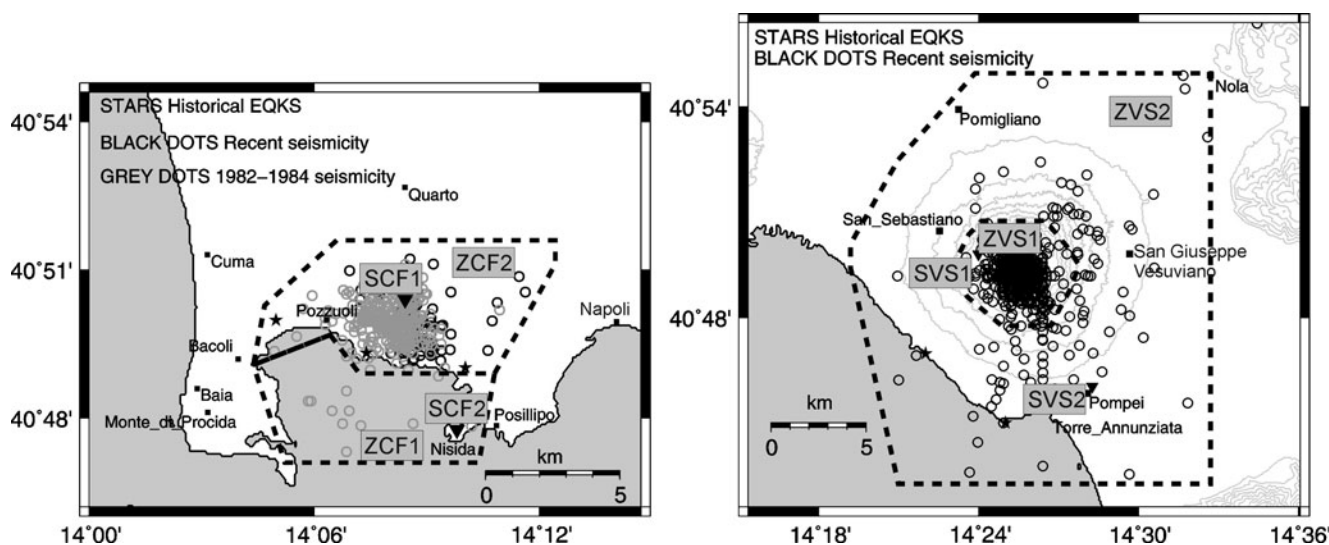 STARS Historical EQKS
BLACK DOTS Recent seismicity
GREY DOTS 1982–1984 seismicity
40°54'
40°51'
40°48'
Quarto
Cuma
SCF1
ZCF2
Pozzuoli
Napoli
Bacoli
Baia
Monte_di_Procida
SCF2
Posillipo
ZCF1
Nisida
km
0 5
14°00' 14°06' 14°12'
STARS Historical EQKS
BLACK DOTS Recent seismicity
40°54'
40°48'
Nola
ZVS2
Pomigliano
San_Sebastiano
ZVS1
SVS1
San Giuseppe
Vesuviano
SVS2
Pompei
Torre_Annunziata
km
0 5
14°18' 14°24' 14°30' 14°36'